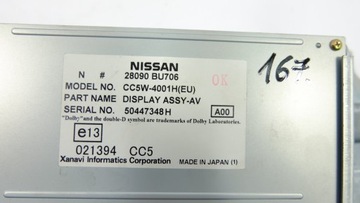 NISSAN
N # 28090 BU706
MODEL NO. CC5W-4001H(EU)
PART NAME DISPLAY ASSY-AV
SERIAL NO. 50447348H A00
"Dolby" and the double-D symbol are trademarks of Dolby Laboratories.
e13
021394 CC5
Xanavi Informatics Corporation MADE IN JAPAN (1)
167